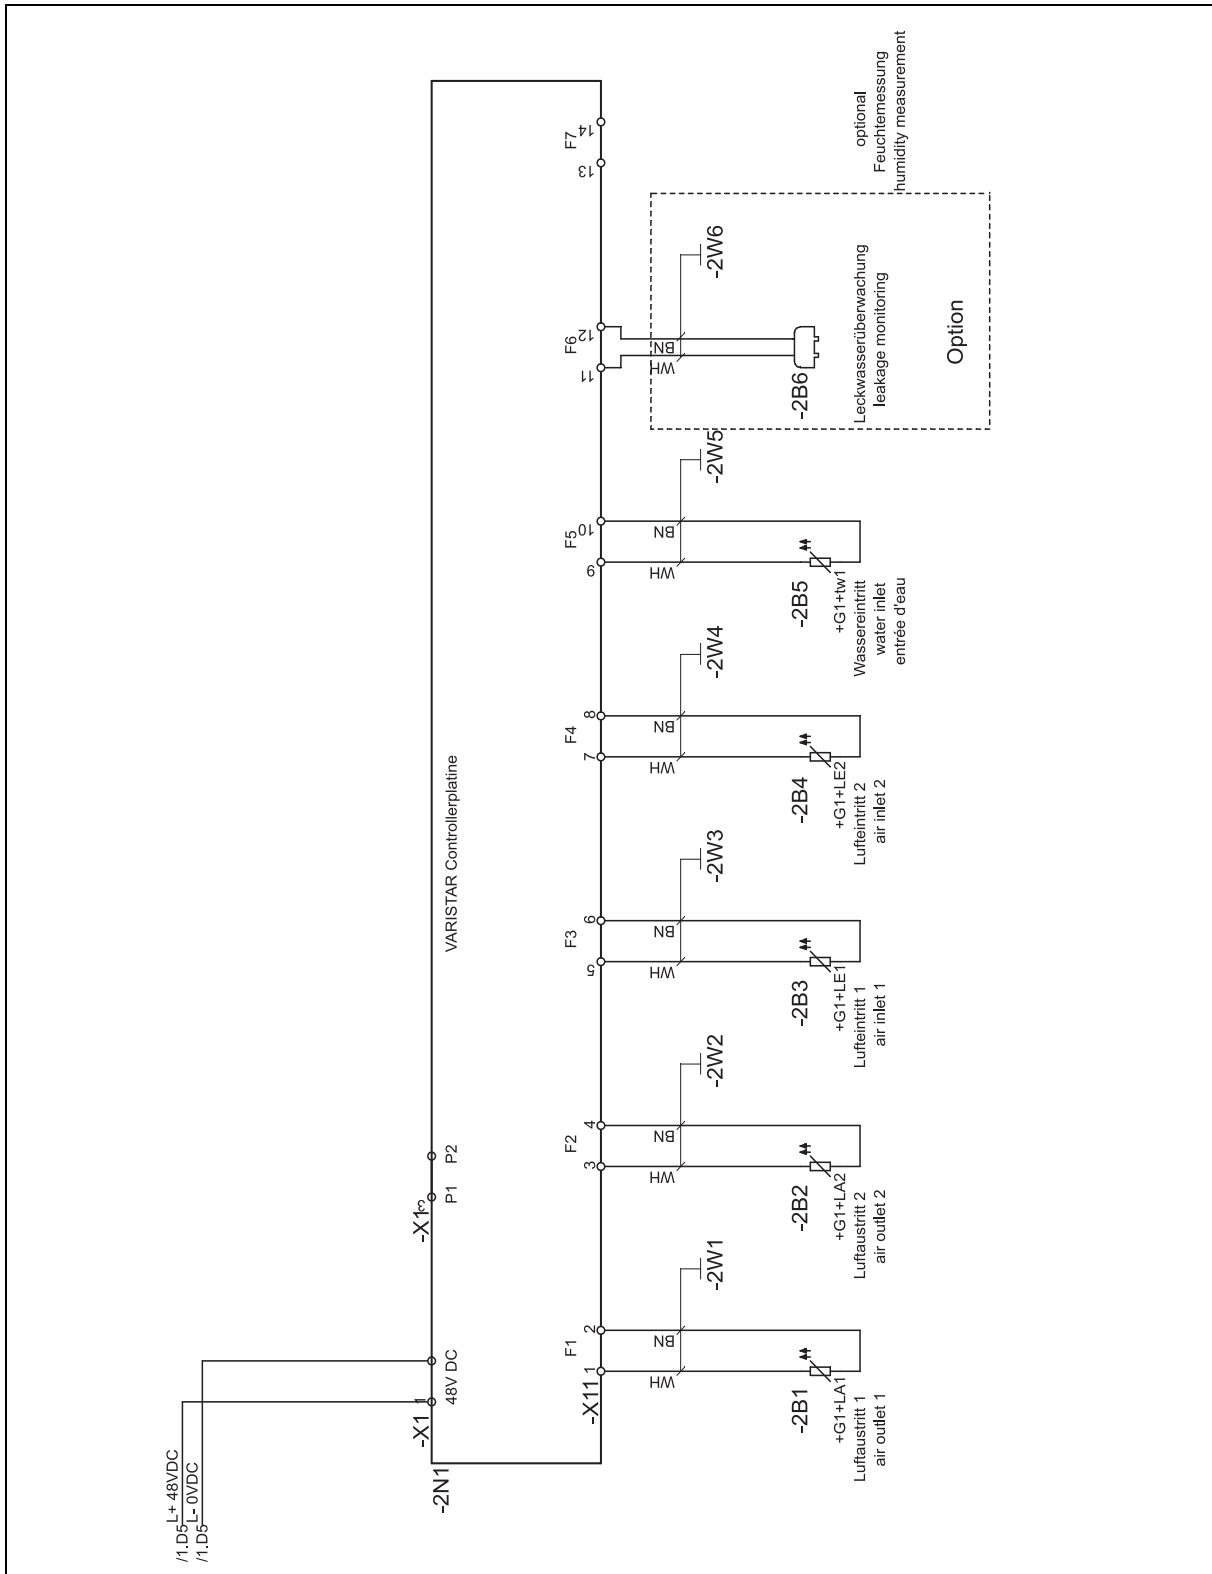 /1.D5 L+ 48VDC
/1.D5 L- 0VDC
-2N1
-X1 1
48V DC
-X13
P1
P2
VARISTAR Controllerplatine
-X11
F1
1
2
WH
BN
-2W1
-2B1
+G1+LA1
Luftaustritt 1
air outlet 1
F2
3
4
WH
BN
-2W2
-2B2
+G1+LA2
Luftaustritt 2
air outlet 2
F3
5
6
WH
BN
-2W3
-2B3
+G1+LE1
Lufteintritt 1
air inlet 1
F4
7
8
WH
BN
-2W4
-2B4
+G1+LE2
Lufteintritt 2
air inlet 2
F5
9
10
WH
BN
-2W5
-2B5
+G1+tw1
Wassereintritt
water inlet
entrée d'eau
F6
11
12
WH
BN
-2W6
-2B6
Leckwasserüberwachung
leakage monitoring
Option
F7
13
14
optional
Feuchtemessung
humidity measurement